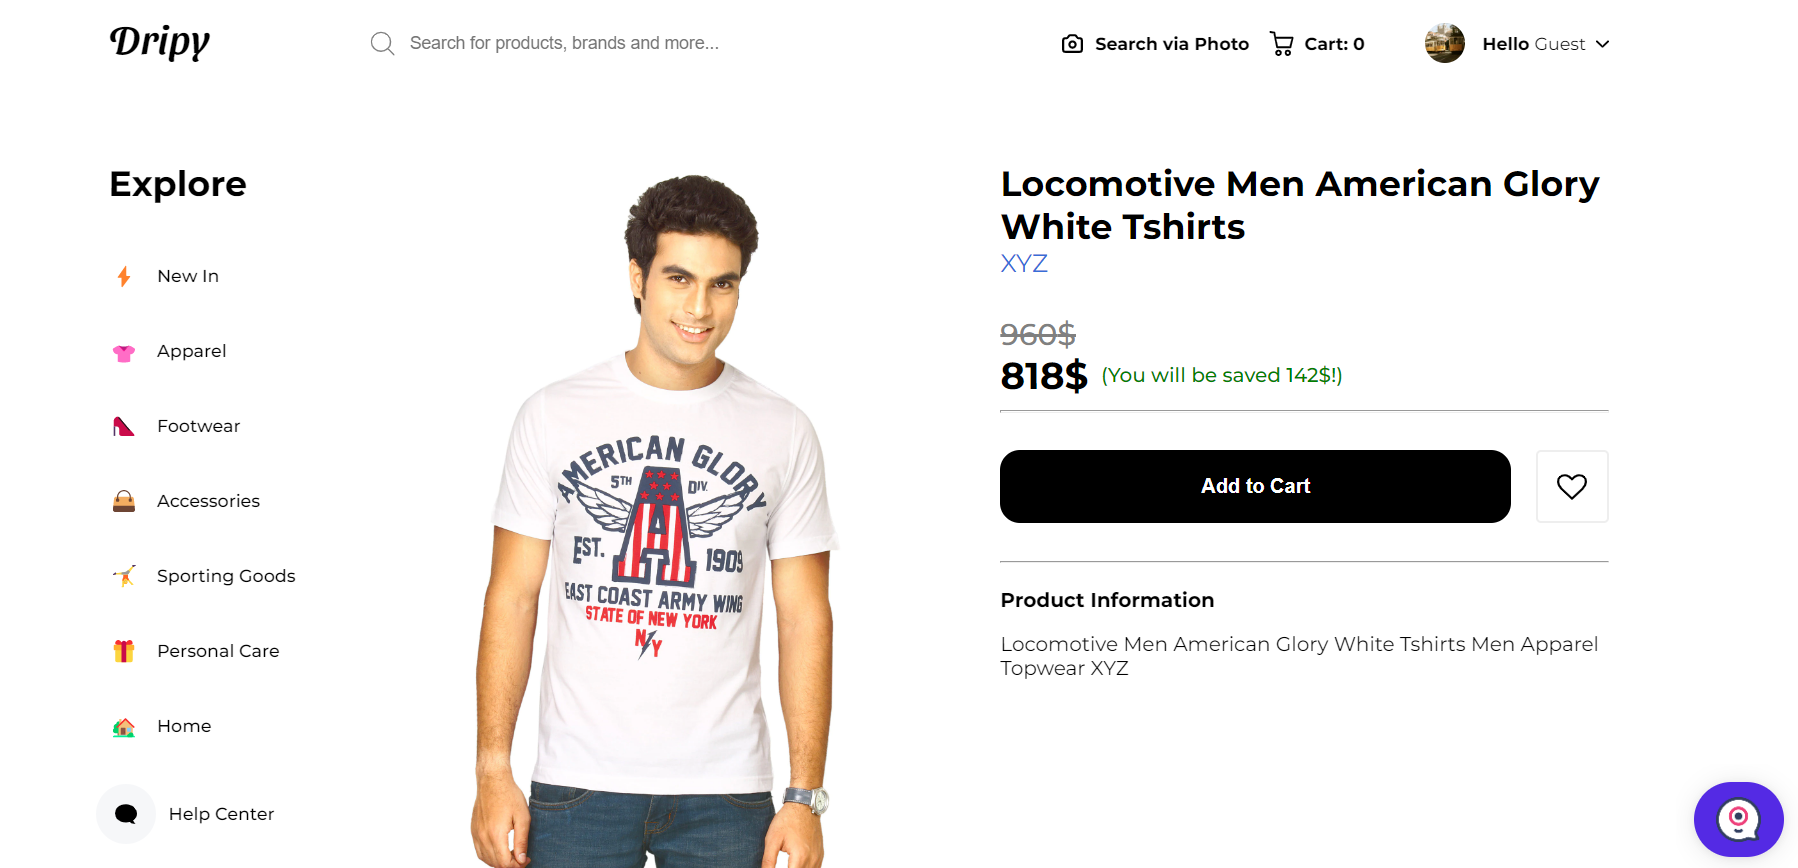 Dripy
Search for products, brands and more...
Search via Photo
Cart: 0
Hello Guest
Explore
New In
Apparel
Footwear
Accessories
Sporting Goods
Personal Care
Home
Help Center
AMERICAN GLORY
5TH DIV.
A
EST. 1909
EAST COAST ARMY WING
STATE OF NEW YORK
NY
Locomotive Men American Glory
White Tshirts
XYZ
960$
818$ (You will be saved 142$!)
Add to Cart
Product Information
Locomotive Men American Glory White Tshirts Men Apparel
Topwear XYZ